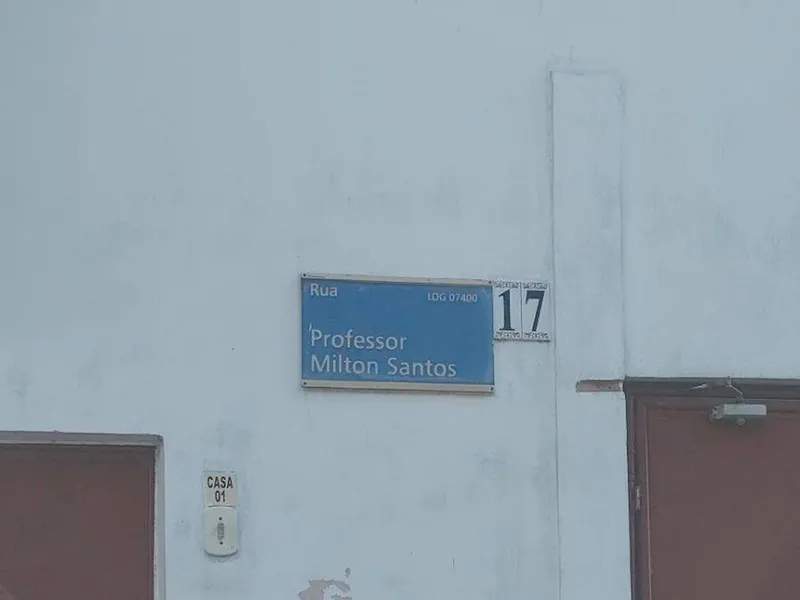 Rua
LOG 07400
Professor
Milton Santos
17
CASA
01